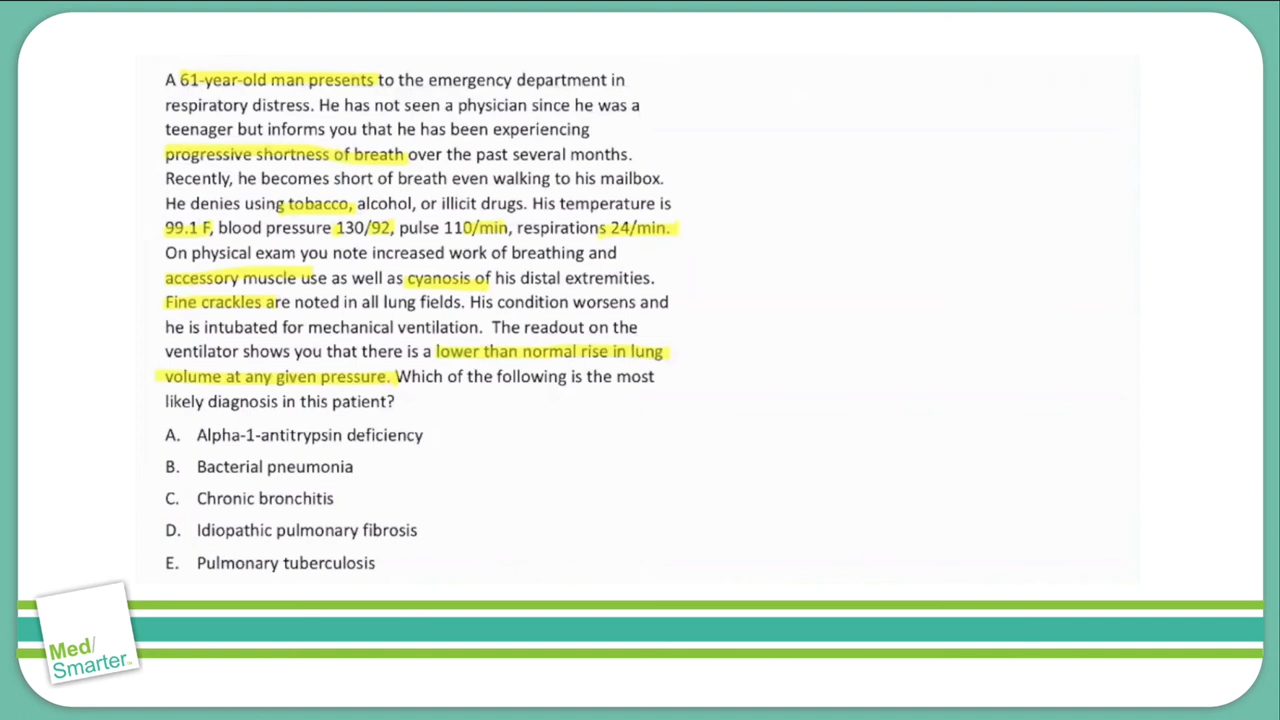 A 61-year-old man presents to the emergency department in
respiratory distress. He has not seen a physician since he was a
teenager but informs you that he has been experiencing
progressive shortness of breath over the past several months.
Recently, he becomes short of breath even walking to his mailbox.
He denies using tobacco, alcohol, or illicit drugs. His temperature is
99.1 F, blood pressure 130/92, pulse 110/min, respirations 24/min.
On physical exam you note increased work of breathing and
accessory muscle use as well as cyanosis of his distal extremities.
Fine crackles are noted in all lung fields. His condition worsens and
he is intubated for mechanical ventilation. The readout on the
ventilator shows you that there is a lower than normal rise in lung
volume at any given pressure. Which of the following is the most
likely diagnosis in this patient?
A. Alpha-1-antitrypsin deficiency
B. Bacterial pneumonia
C. Chronic bronchitis
D. Idiopathic pulmonary fibrosis
E. Pulmonary tuberculosis
Med/
Smarter™